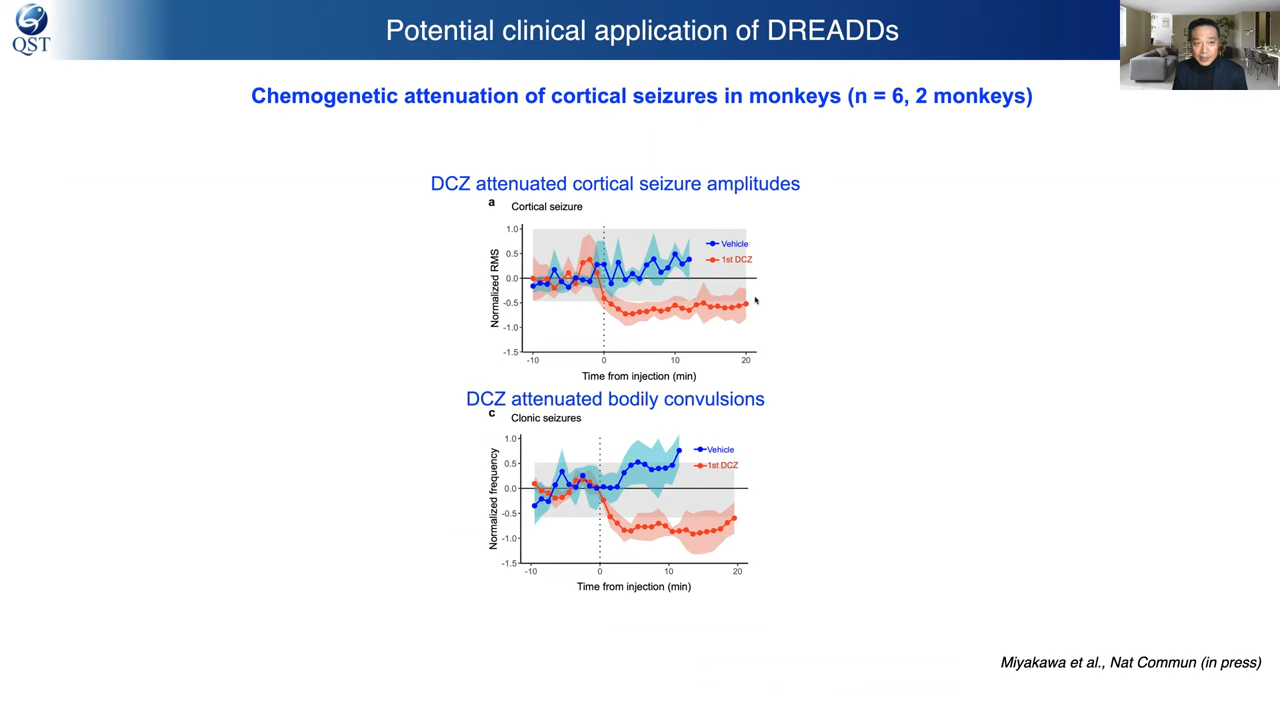 QST
Potential clinical application of DREADDs
Chemogenetic attenuation of cortical seizures in monkeys (n = 6, 2 monkeys)
DCZ attenuated cortical seizure amplitudes
a Cortical seizure
1.0
0.5
0.0
-0.5
-1.0
-1.5
Normalized RMS
Vehicle
1st DCZ
-10 0 10 20
Time from injection (min)
DCZ attenuated bodily convulsions
c Clonic seizures
1.0
0.5
0.0
-0.5
-1.0
-1.5
Normalized frequency
Vehicle
1st DCZ
-10 0 10 20
Time from injection (min)
Miyakawa et al., Nat Commun (in press)